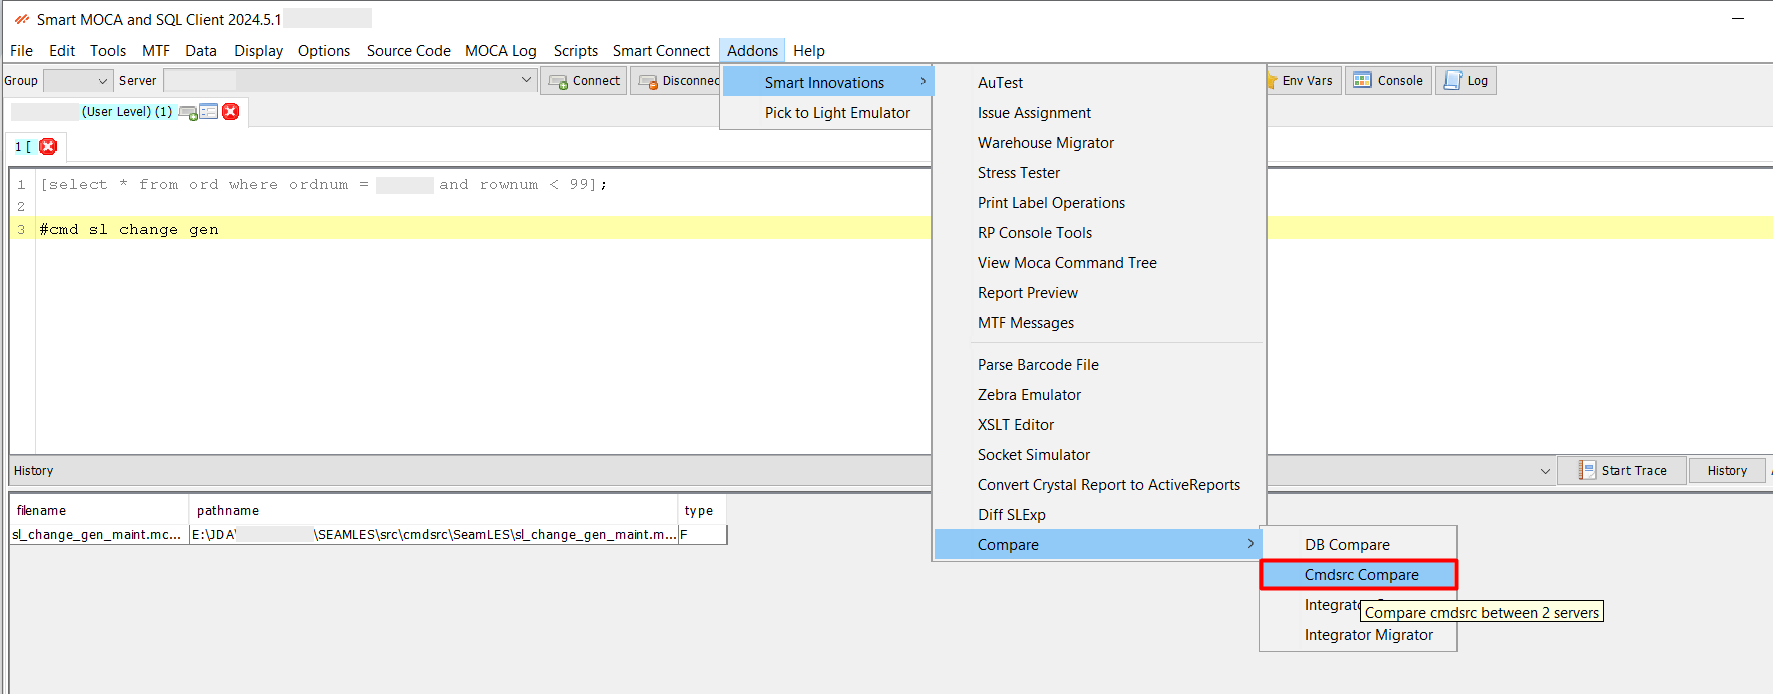 Smart MOCA and SQL Client 2024.5.1
File Edit Tools MTF Data Display Options Source Code MOCA Log Scripts Smart Connect Addons Help
Group Server Connect Disconnec Env Vars Console Log
Smart Innovations >
Pick to Light Emulator
AuTest
Issue Assignment
Warehouse Migrator
Stress Tester
Print Label Operations
RP Console Tools
View Moca Command Tree
Report Preview
MTF Messages
Parse Barcode File
Zebra Emulator
XSLT Editor
Socket Simulator
Convert Crystal Report to ActiveReports
Diff SLExp
Compare >
DB Compare
Cmdsrc Compare
Integrato
Compare cmdsrc between 2 servers
Integrator Migrator
(User Level) (1)
1 [
1 [select * from ord where ordnum = and rownum < 99];
2
3 #cmd sl change gen
History Start Trace History
filename pathname type
sl_change_gen_maint.mc... E:\JDA\ \SEAMLES\src\cmdsrc\SeamLES\sl_change_gen_maint.m... F